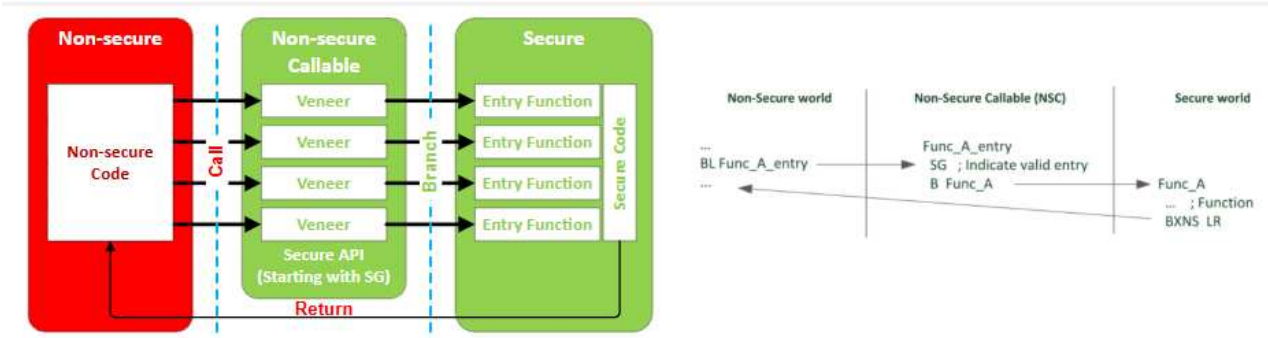 Non-secure
Non-secure
Callable
Secure
Non-secure
Code
Call
Veneer
Veneer
Veneer
Veneer
Secure API
(Starting with SG)
Branch
Entry Function
Entry Function
Entry Function
Entry Function
Secure Code
Return
Non-Secure world
Non-Secure Callable (NSC)
Secure world
...
BL Func_A_entry
...
Func_A_entry
SG ; Indicate valid entry
B Func_A
Func_A
... ; Function
BXNS LR